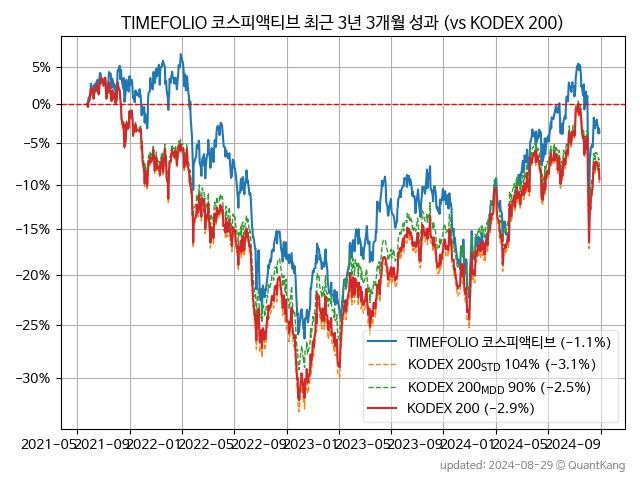 TIMEFOLIO 코스피액티브 최근 3년 3개월 성과 (vs KODEX 200)
5%
0%
−5%
−10%
−15%
−20%
−25%
−30%
TIMEFOLIO 코스피액티브 (−1.1%)
KODEX 200STD 104% (−3.1%)
KODEX 200MDD 90% (−2.5%)
KODEX 200 (−2.9%)
2021-05 2021-09 2022-01 2022-05 2022-09 2023-01 2023-05 2023-09 2024-01 2024-05 2024-09
updated: 2024-08-29 © QuantKang